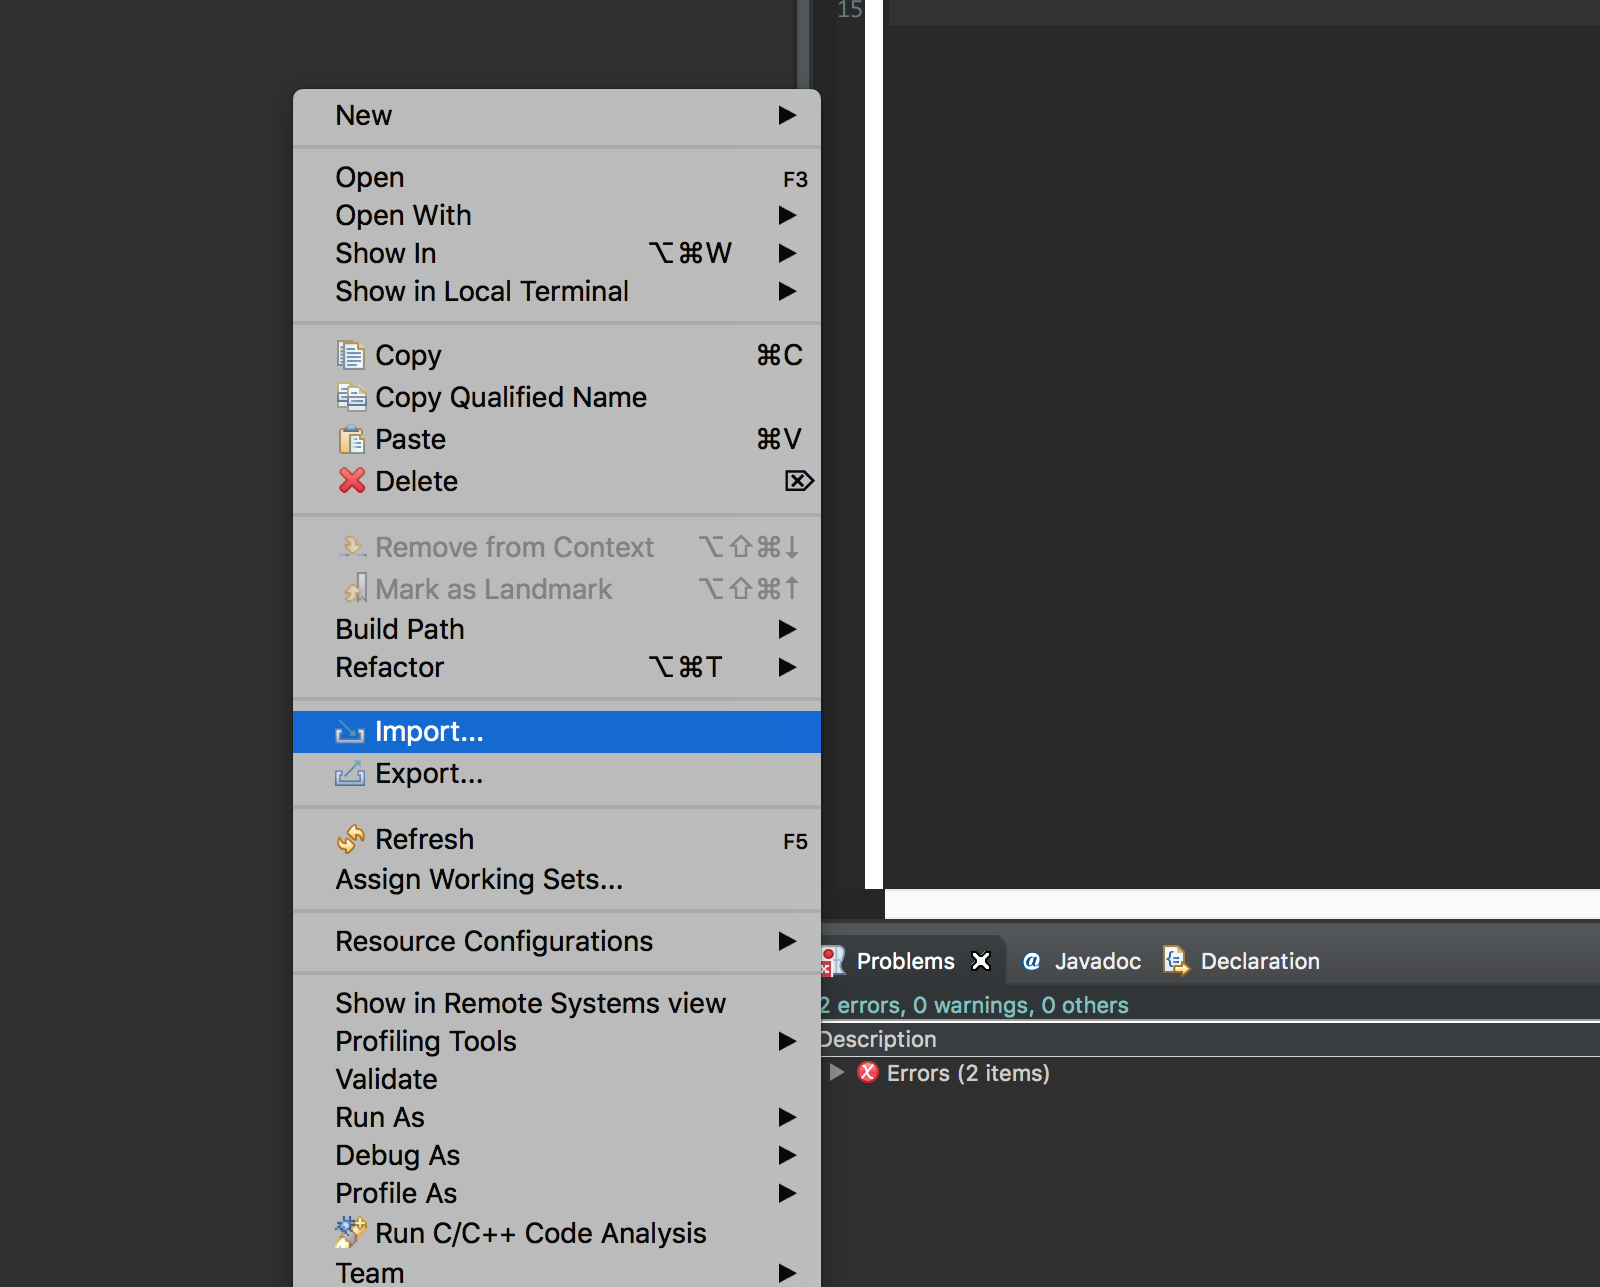 15
New
Open F3
Open With
Show In ⌥⌘W
Show in Local Terminal
Copy ⌘C
Copy Qualified Name
Paste ⌘V
Delete ⌦
Remove from Context ⌥⇧⌘↓
Mark as Landmark ⌥⇧⌘↑
Build Path
Refactor ⌥⌘T
Import...
Export...
Refresh F5
Assign Working Sets...
Resource Configurations
Show in Remote Systems view
Profiling Tools
Validate
Run As
Debug As
Profile As
Run C/C++ Code Analysis
Team
Problems @ Javadoc Declaration
2 errors, 0 warnings, 0 others
Description
Errors (2 items)